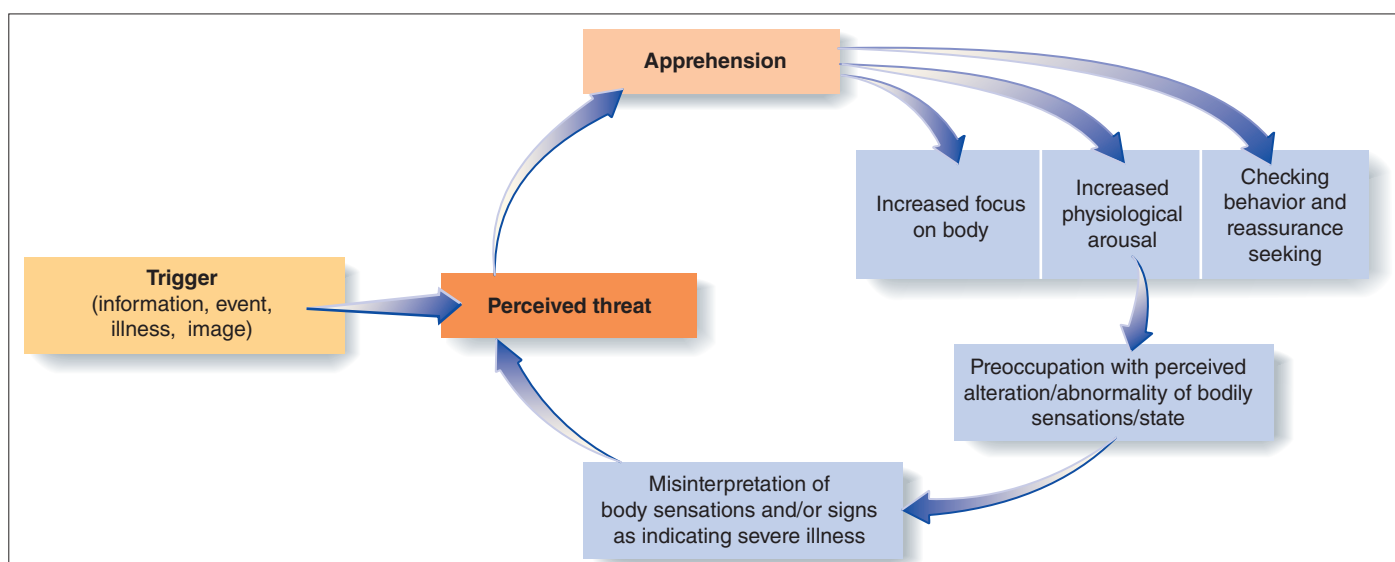 Apprehension
Increased focus
on body
Increased
physiological
arousal
Checking
behavior and
reassurance
seeking
Trigger
(information, event,
illness, image)
Perceived threat
Preoccupation with perceived
alteration/abnormality of bodily
sensations/state
Misinterpretation of
body sensations and/or signs
as indicating severe illness